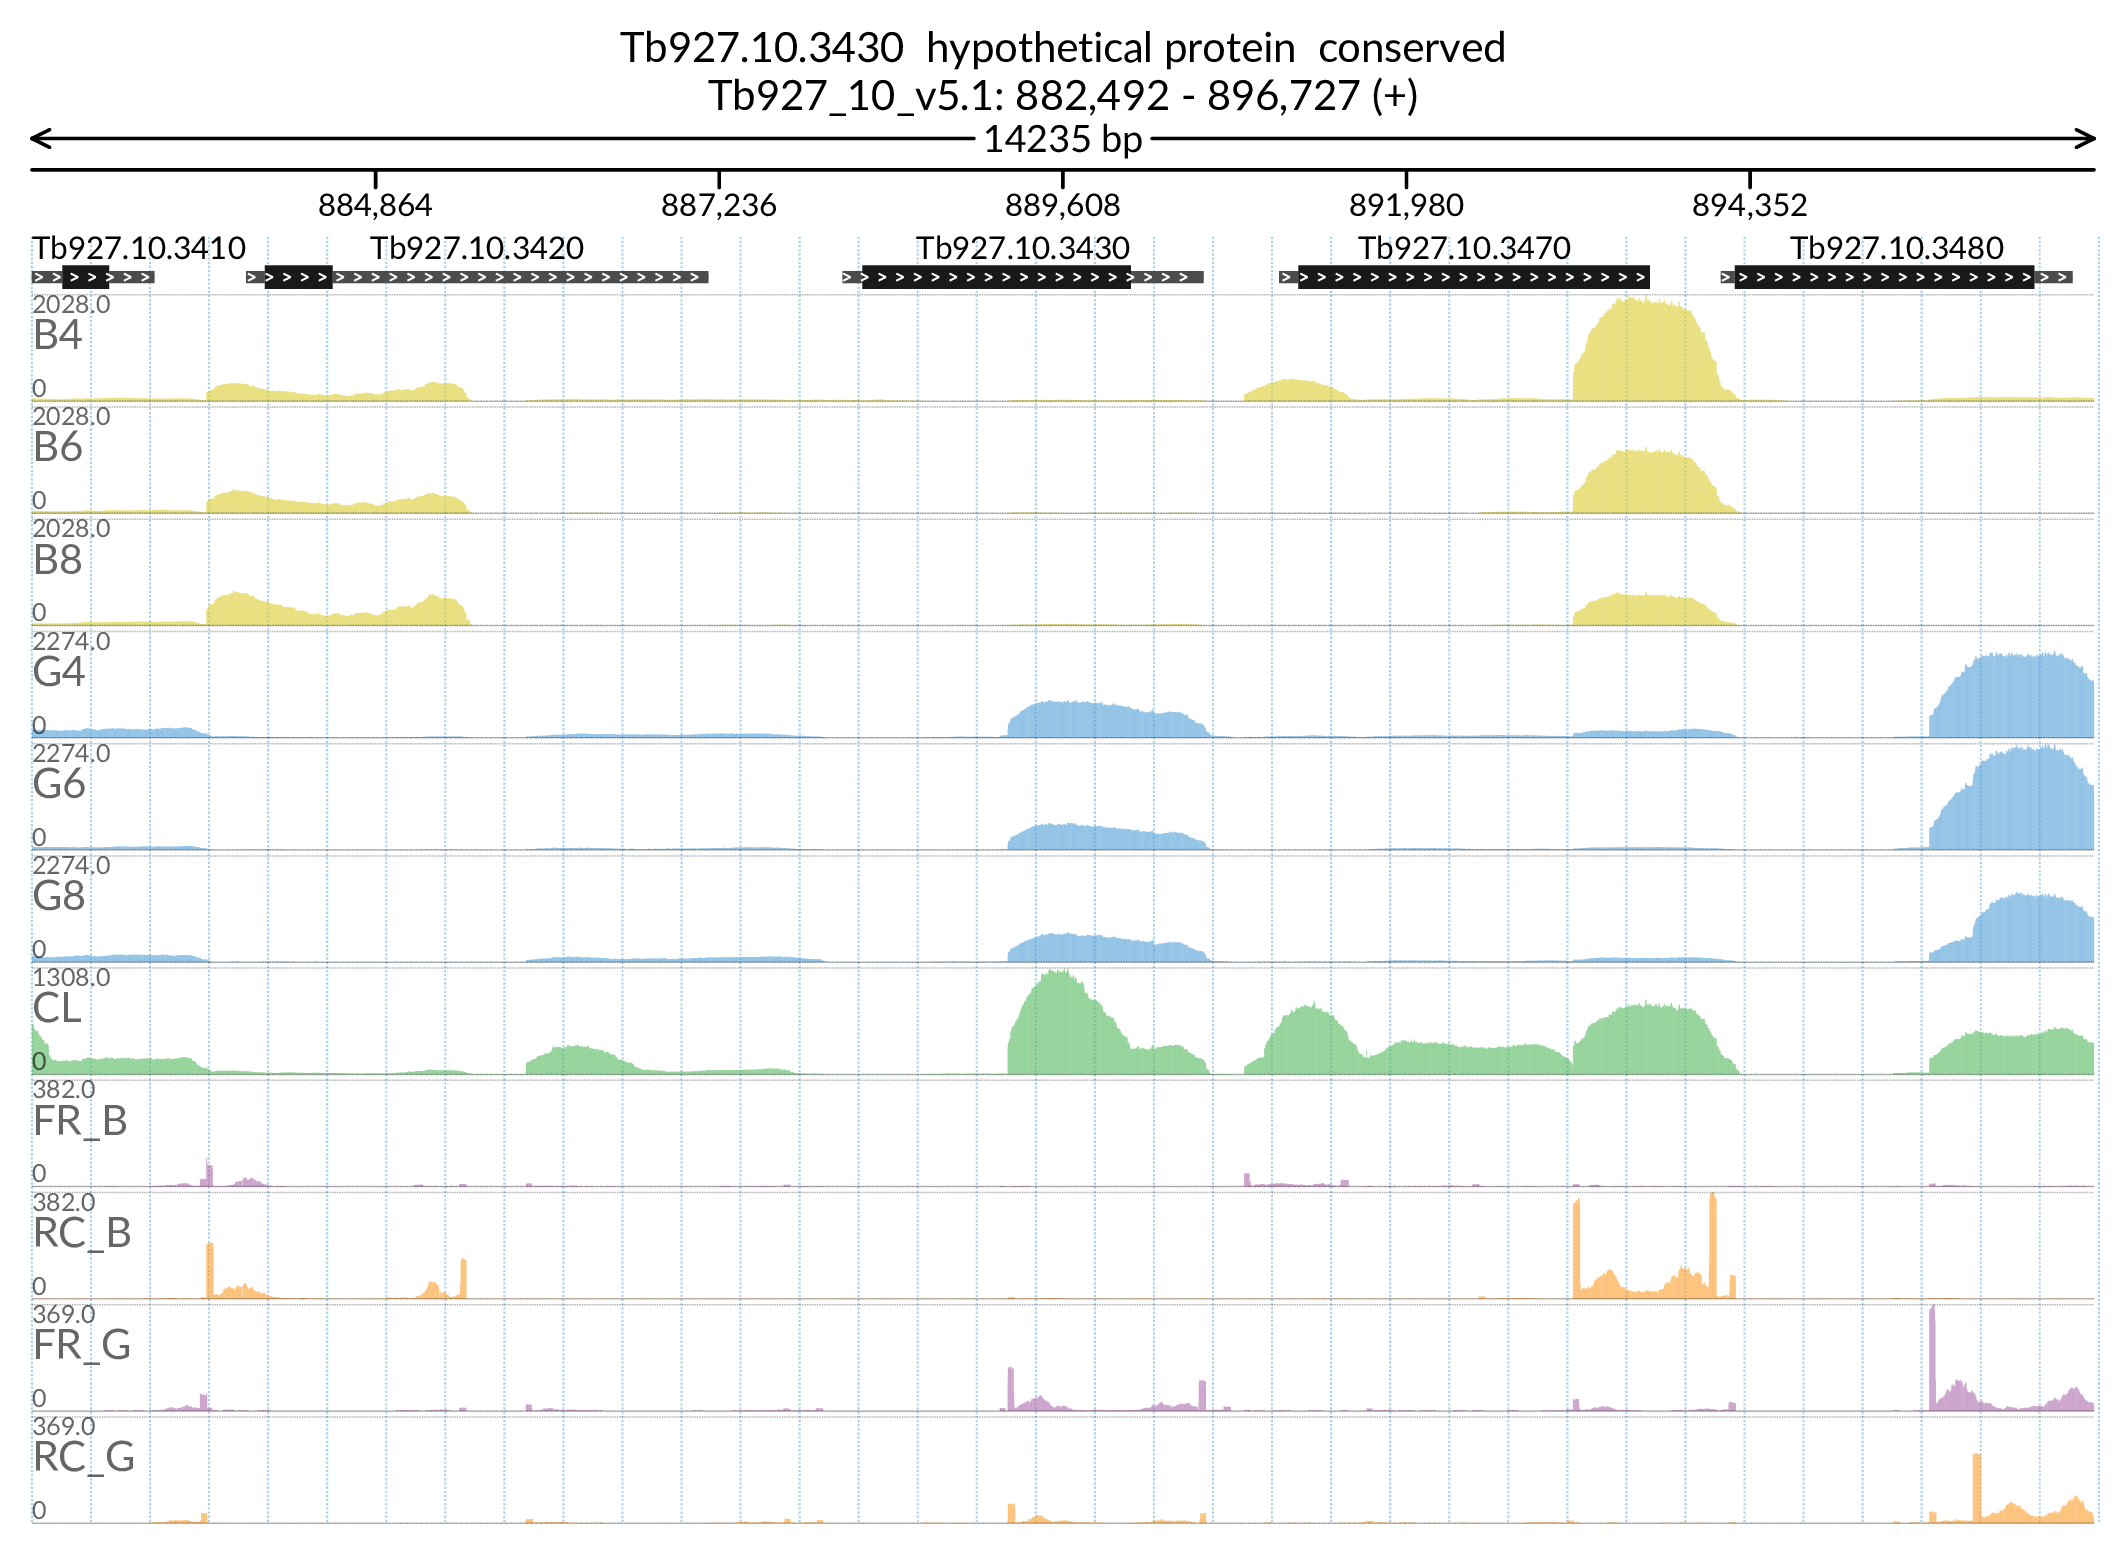 Tb927.10.3430 hypothetical protein conserved
Tb927_10_v5.1: 882,492 - 896,727 (+)
14235 bp
884,864 887,236 889,608 891,980 894,352
Tb927.10.3410 Tb927.10.3420 Tb927.10.3430 Tb927.10.3470 Tb927.10.3480
2028.0
B4
0
2028.0
B6
0
2028.0
B8
0
2274.0
G4
0
2274.0
G6
0
2274.0
G8
0
1308.0
CL
0
382.0
FR_B
0
382.0
RC_B
0
369.0
FR_G
0
369.0
RC_G
0